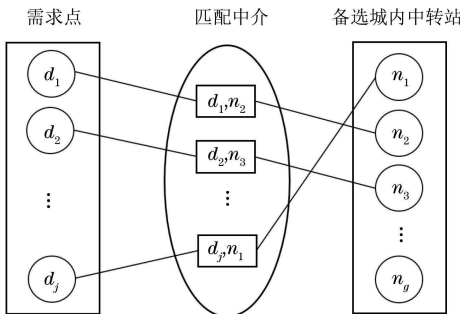 需求点 匹配中介 备选城内中转站
d₁ n₁
d₁,n₂
d₂ n₂
d₂,n₃
n₃
⋮ ⋮ ⋮
dⱼ,n₁
dⱼ n_g